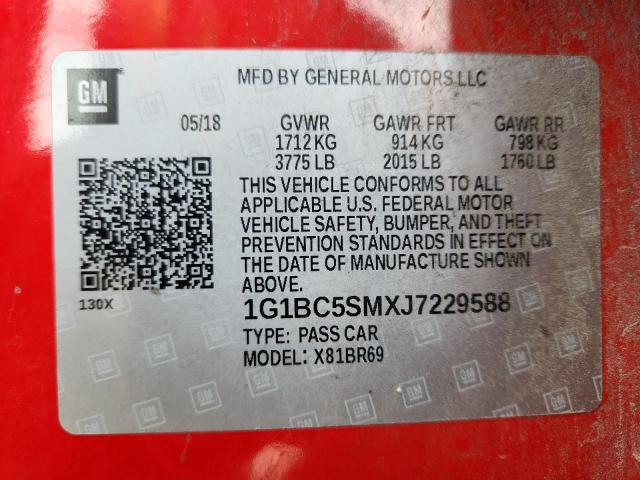 GM
MFD BY GENERAL MOTORS LLC
05/18 GVWR GAWR FRT GAWR RR
1712 KG 914 KG 798 KG
3775 LB 2015 LB 1760 LB
THIS VEHICLE CONFORMS TO ALL
APPLICABLE U.S. FEDERAL MOTOR
VEHICLE SAFETY, BUMPER, AND THEFT
PREVENTION STANDARDS IN EFFECT ON
THE DATE OF MANUFACTURE SHOWN
ABOVE.
130X
1G1BC5SMXJ7229588
TYPE: PASS CAR
MODEL: X81BR69